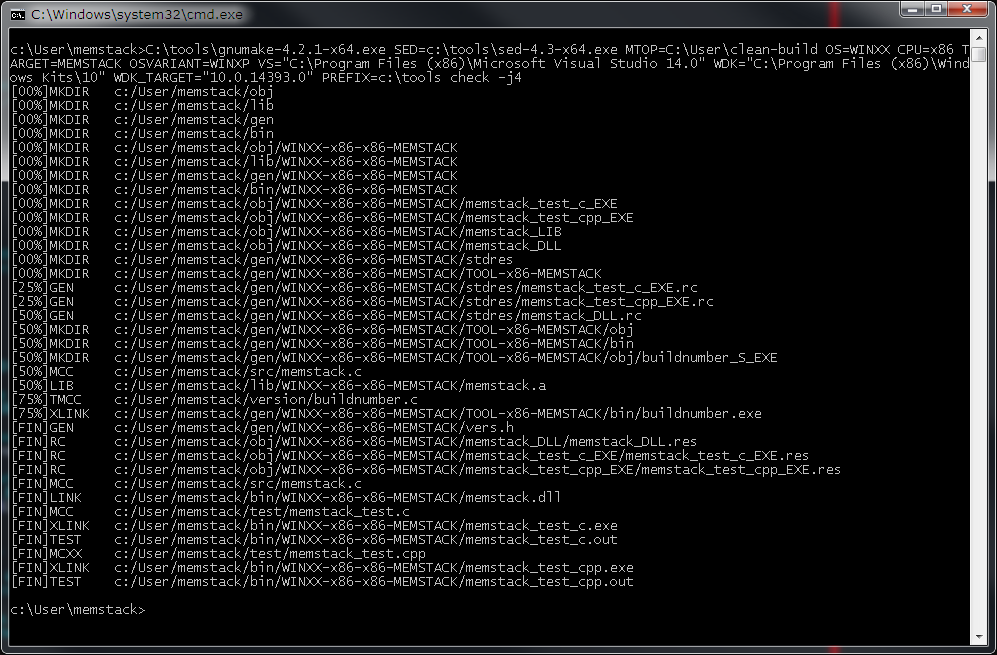 C:\Windows\system32\cmd.exe
c:\User\memstack>C:\tools\gnumake-4.2.1-x64.exe SED=c:\tools\sed-4.3-x64.exe MTOP=C:\User\clean-build OS=WINXX CPU=x86 T
ARGET=MEMSTACK OSVARIANT=WINXP VS="C:\Program Files (x86)\Microsoft Visual Studio 14.0" WDK="C:\Program Files (x86)\Wind
ows Kits\10" WDK_TARGET="10.0.14393.0" PREFIX=c:\tools check -j4
[00%]MKDIR   c:/User/memstack/obj
[00%]MKDIR   c:/User/memstack/lib
[00%]MKDIR   c:/User/memstack/gen
[00%]MKDIR   c:/User/memstack/bin
[00%]MKDIR   c:/User/memstack/obj/WINXX-x86-x86-MEMSTACK
[00%]MKDIR   c:/User/memstack/lib/WINXX-x86-x86-MEMSTACK
[00%]MKDIR   c:/User/memstack/gen/WINXX-x86-x86-MEMSTACK
[00%]MKDIR   c:/User/memstack/bin/WINXX-x86-x86-MEMSTACK
[00%]MKDIR   c:/User/memstack/obj/WINXX-x86-x86-MEMSTACK/memstack_test_c_EXE
[00%]MKDIR   c:/User/memstack/obj/WINXX-x86-x86-MEMSTACK/memstack_test_cpp_EXE
[00%]MKDIR   c:/User/memstack/obj/WINXX-x86-x86-MEMSTACK/memstack_LIB
[00%]MKDIR   c:/User/memstack/obj/WINXX-x86-x86-MEMSTACK/memstack_DLL
[00%]MKDIR   c:/User/memstack/gen/WINXX-x86-x86-MEMSTACK/stdres
[00%]MKDIR   c:/User/memstack/gen/WINXX-x86-x86-MEMSTACK/TOOL-x86-MEMSTACK
[25%]GEN     c:/User/memstack/gen/WINXX-x86-x86-MEMSTACK/stdres/memstack_test_c_EXE.rc
[25%]GEN     c:/User/memstack/gen/WINXX-x86-x86-MEMSTACK/stdres/memstack_test_cpp_EXE.rc
[50%]GEN     c:/User/memstack/gen/WINXX-x86-x86-MEMSTACK/stdres/memstack_DLL.rc
[50%]MKDIR   c:/User/memstack/gen/WINXX-x86-x86-MEMSTACK/TOOL-x86-MEMSTACK/obj
[50%]MKDIR   c:/User/memstack/gen/WINXX-x86-x86-MEMSTACK/TOOL-x86-MEMSTACK/bin
[50%]MKDIR   c:/User/memstack/gen/WINXX-x86-x86-MEMSTACK/TOOL-x86-MEMSTACK/obj/buildnumber_S_EXE
[50%]MCC     c:/User/memstack/src/memstack.c
[50%]LIB     c:/User/memstack/lib/WINXX-x86-x86-MEMSTACK/memstack.a
[75%]TMCC    c:/User/memstack/version/buildnumber.c
[75%]XLINK   c:/User/memstack/gen/WINXX-x86-x86-MEMSTACK/TOOL-x86-MEMSTACK/bin/buildnumber.exe
[FIN]GEN     c:/User/memstack/gen/WINXX-x86-x86-MEMSTACK/vers.h
[FIN]RC      c:/User/memstack/obj/WINXX-x86-x86-MEMSTACK/memstack_DLL/memstack_DLL.res
[FIN]RC      c:/User/memstack/obj/WINXX-x86-x86-MEMSTACK/memstack_test_c_EXE/memstack_test_c_EXE.res
[FIN]RC      c:/User/memstack/obj/WINXX-x86-x86-MEMSTACK/memstack_test_cpp_EXE/memstack_test_cpp_EXE.res
[FIN]MCC     c:/User/memstack/src/memstack.c
[FIN]LINK    c:/User/memstack/bin/WINXX-x86-x86-MEMSTACK/memstack.dll
[FIN]MCC     c:/User/memstack/test/memstack_test.c
[FIN]XLINK   c:/User/memstack/bin/WINXX-x86-x86-MEMSTACK/memstack_test_c.exe
[FIN]TEST    c:/User/memstack/bin/WINXX-x86-x86-MEMSTACK/memstack_test_c.out
[FIN]MCXX    c:/User/memstack/test/memstack_test.cpp
[FIN]XLINK   c:/User/memstack/bin/WINXX-x86-x86-MEMSTACK/memstack_test_cpp.exe
[FIN]TEST    c:/User/memstack/bin/WINXX-x86-x86-MEMSTACK/memstack_test_cpp.out
c:\User\memstack>